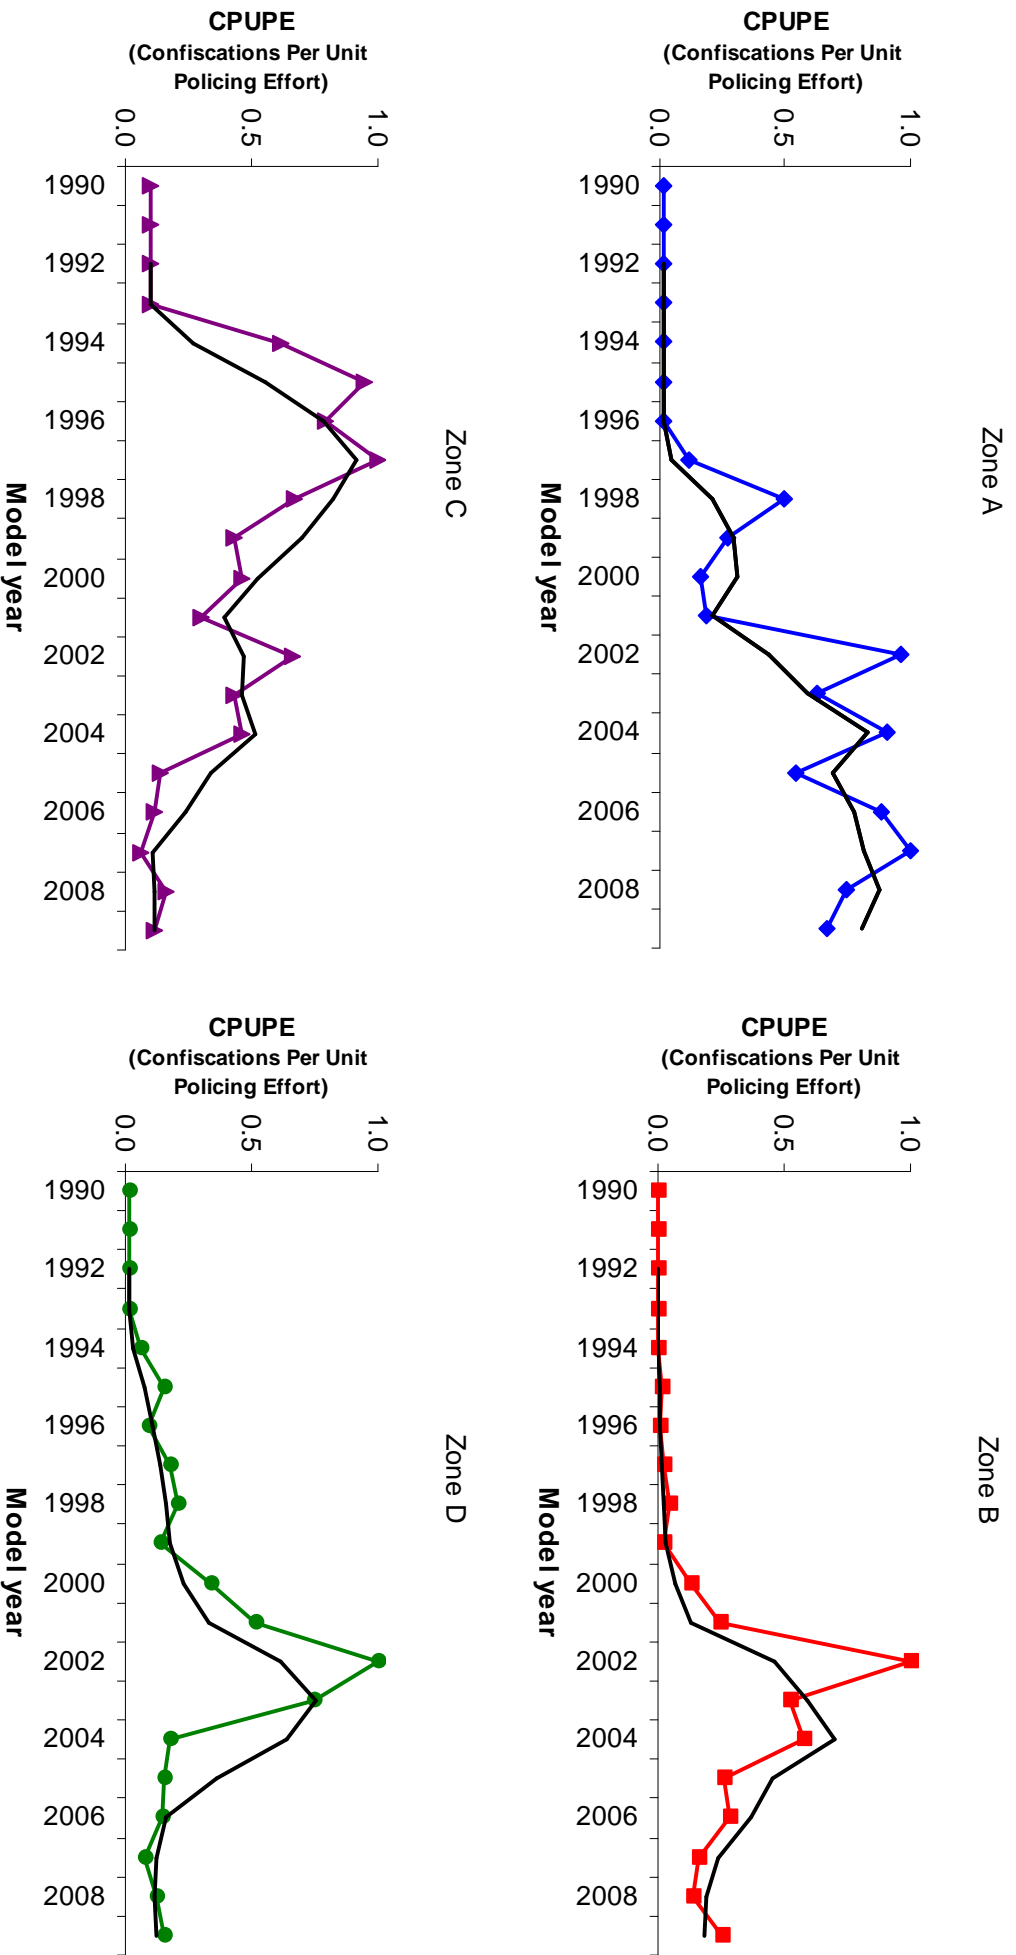 Zone A
CPUPE
(Confiscations Per Unit
Policing Effort)
1.0
0.5
0.0
1990
1992
1994
1996
1998
2000
2002
2004
2006
2008
Model year
Zone B
CPUPE
(Confiscations Per Unit
Policing Effort)
1.0
0.5
0.0
1990
1992
1994
1996
1998
2000
2002
2004
2006
2008
Model year
Zone C
CPUPE
(Confiscations Per Unit
Policing Effort)
1.0
0.5
0.0
1990
1992
1994
1996
1998
2000
2002
2004
2006
2008
Model year
Zone D
CPUPE
(Confiscations Per Unit
Policing Effort)
1.0
0.5
0.0
1990
1992
1994
1996
1998
2000
2002
2004
2006
2008
Model year